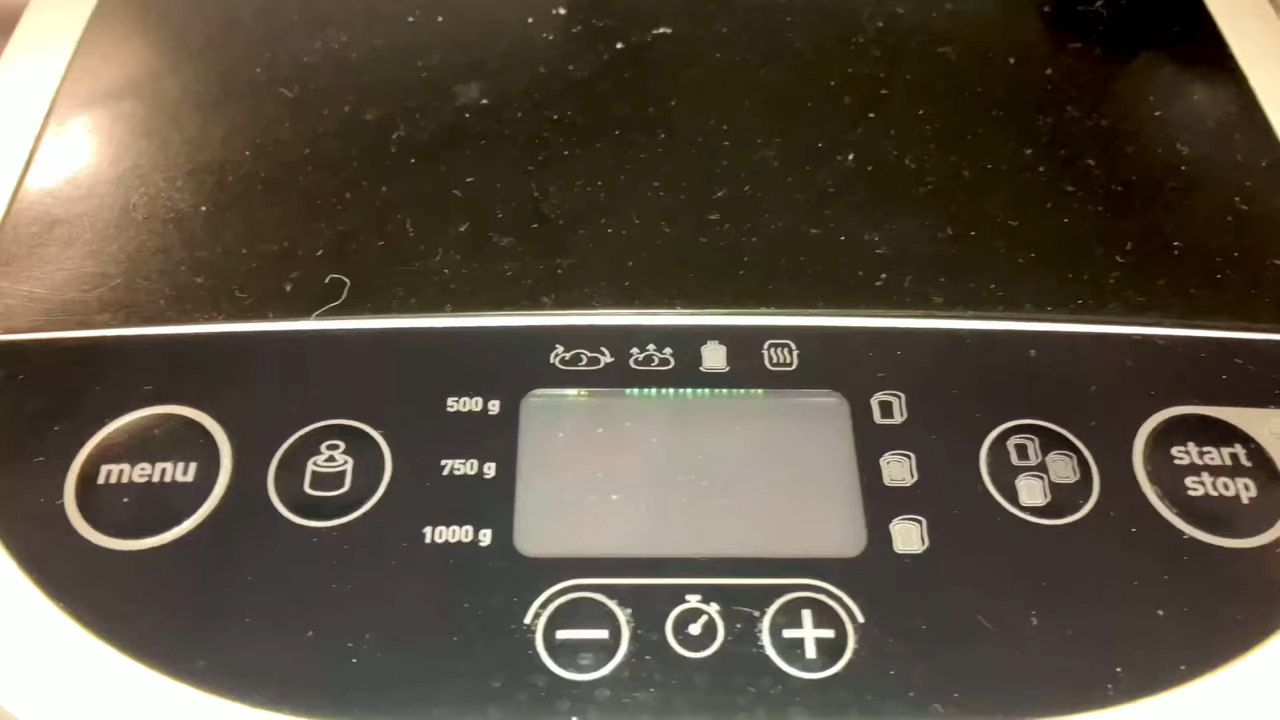 500 g
menu
750 g
start
stop
1000 g